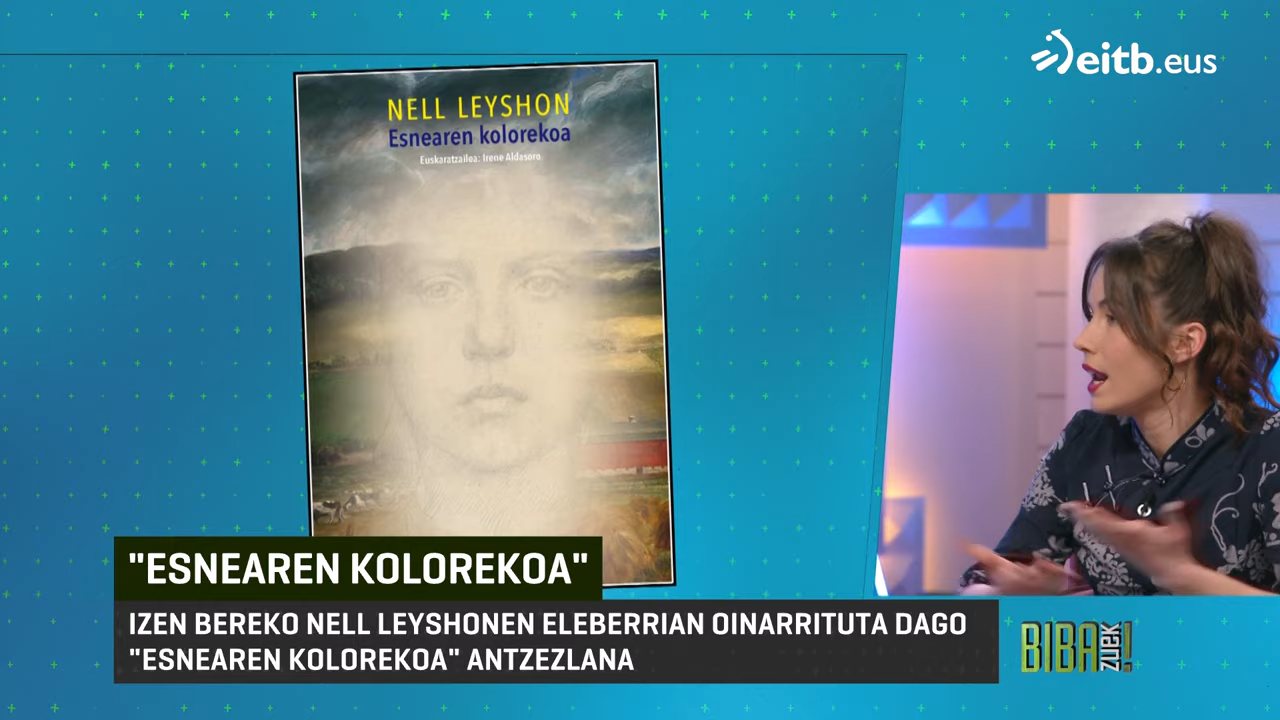 eitb.eus
NELL LEYSHON
Esnearen kolorekoa
Euskaratzailea: Irene Aldasoro
"ESNEAREN KOLOREKOA"
IZEN BEREKO NELL LEYSHONEN ELEBERRIAN OINARRITUTA DAGO
"ESNEAREN KOLOREKOA" ANTZEZLANA
BIBA ZUEK!